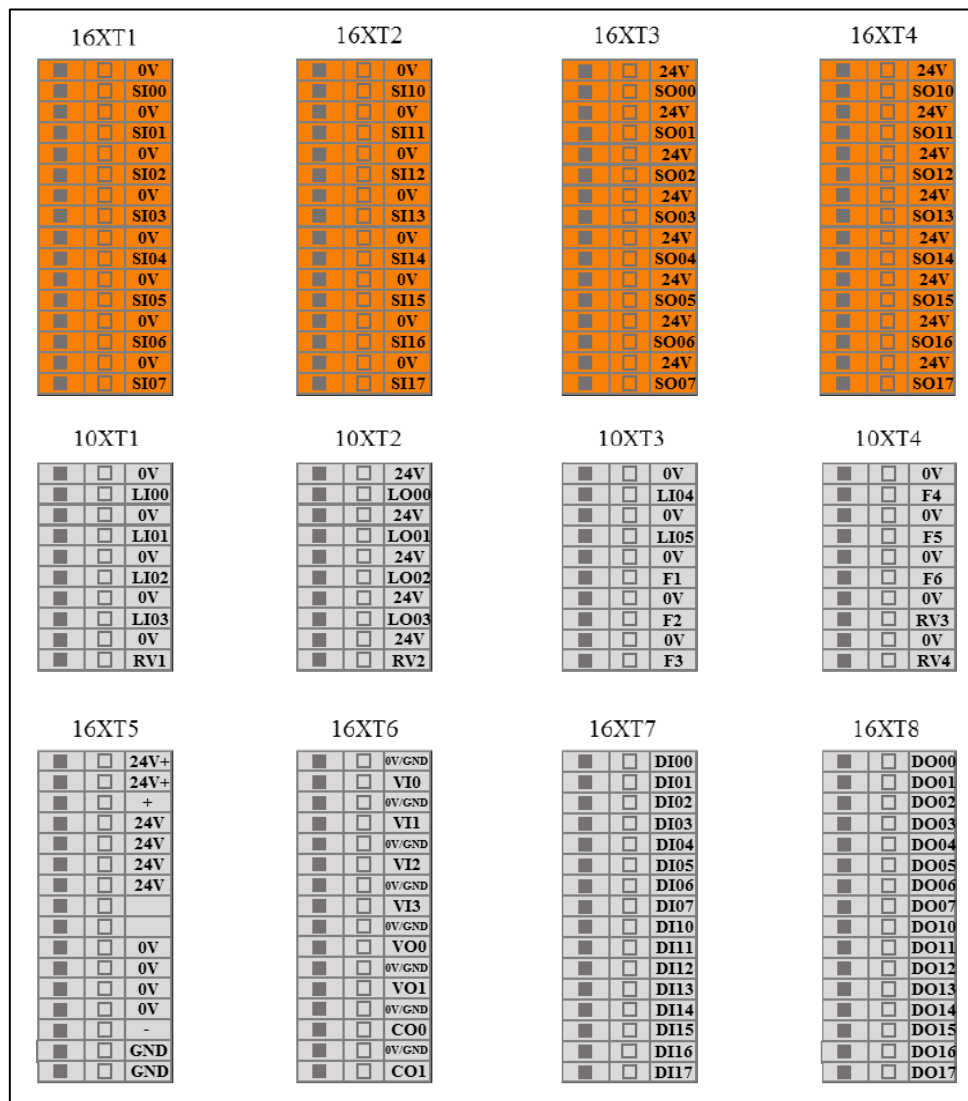 16XT1 16XT2 16XT3 16XT4
0V 0V 24V 24V
SI00 SI10 SO00 SO10
0V 0V 24V 24V
SI01 SI11 SO01 SO11
0V 0V 24V 24V
SI02 SI12 SO02 SO12
0V 0V 24V 24V
SI03 SI13 SO03 SO13
0V 0V 24V 24V
SI04 SI14 SO04 SO14
0V 0V 24V 24V
SI05 SI15 SO05 SO15
0V 0V 24V 24V
SI06 SI16 SO06 SO16
0V 0V 24V 24V
SI07 SI17 SO07 SO17
10XT1 10XT2 10XT3 10XT4
0V 24V 0V 0V
LI00 LO00 LI04 F4
0V 24V 0V 0V
LI01 LO01 LI05 F5
0V 24V 0V 0V
LI02 LO02 F1 F6
0V 24V 0V 0V
LI03 LO03 F2 RV3
0V 24V 0V 0V
RV1 RV2 F3 RV4
16XT5 16XT6 16XT7 16XT8
24V+ 0V/GND DI00 DO00
24V+ VI0 DI01 DO01
+ 0V/GND DI02 DO02
24V VI1 DI03 DO03
24V 0V/GND DI04 DO04
24V VI2 DI05 DO05
24V 0V/GND DI06 DO06
VI3 DI07 DO07
0V/GND DI10 DO10
0V VO0 DI11 DO11
0V 0V/GND DI12 DO12
0V VO1 DI13 DO13
0V 0V/GND DI14 DO14
- CO0 DI15 DO15
GND 0V/GND DI16 DO16
GND CO1 DI17 DO17